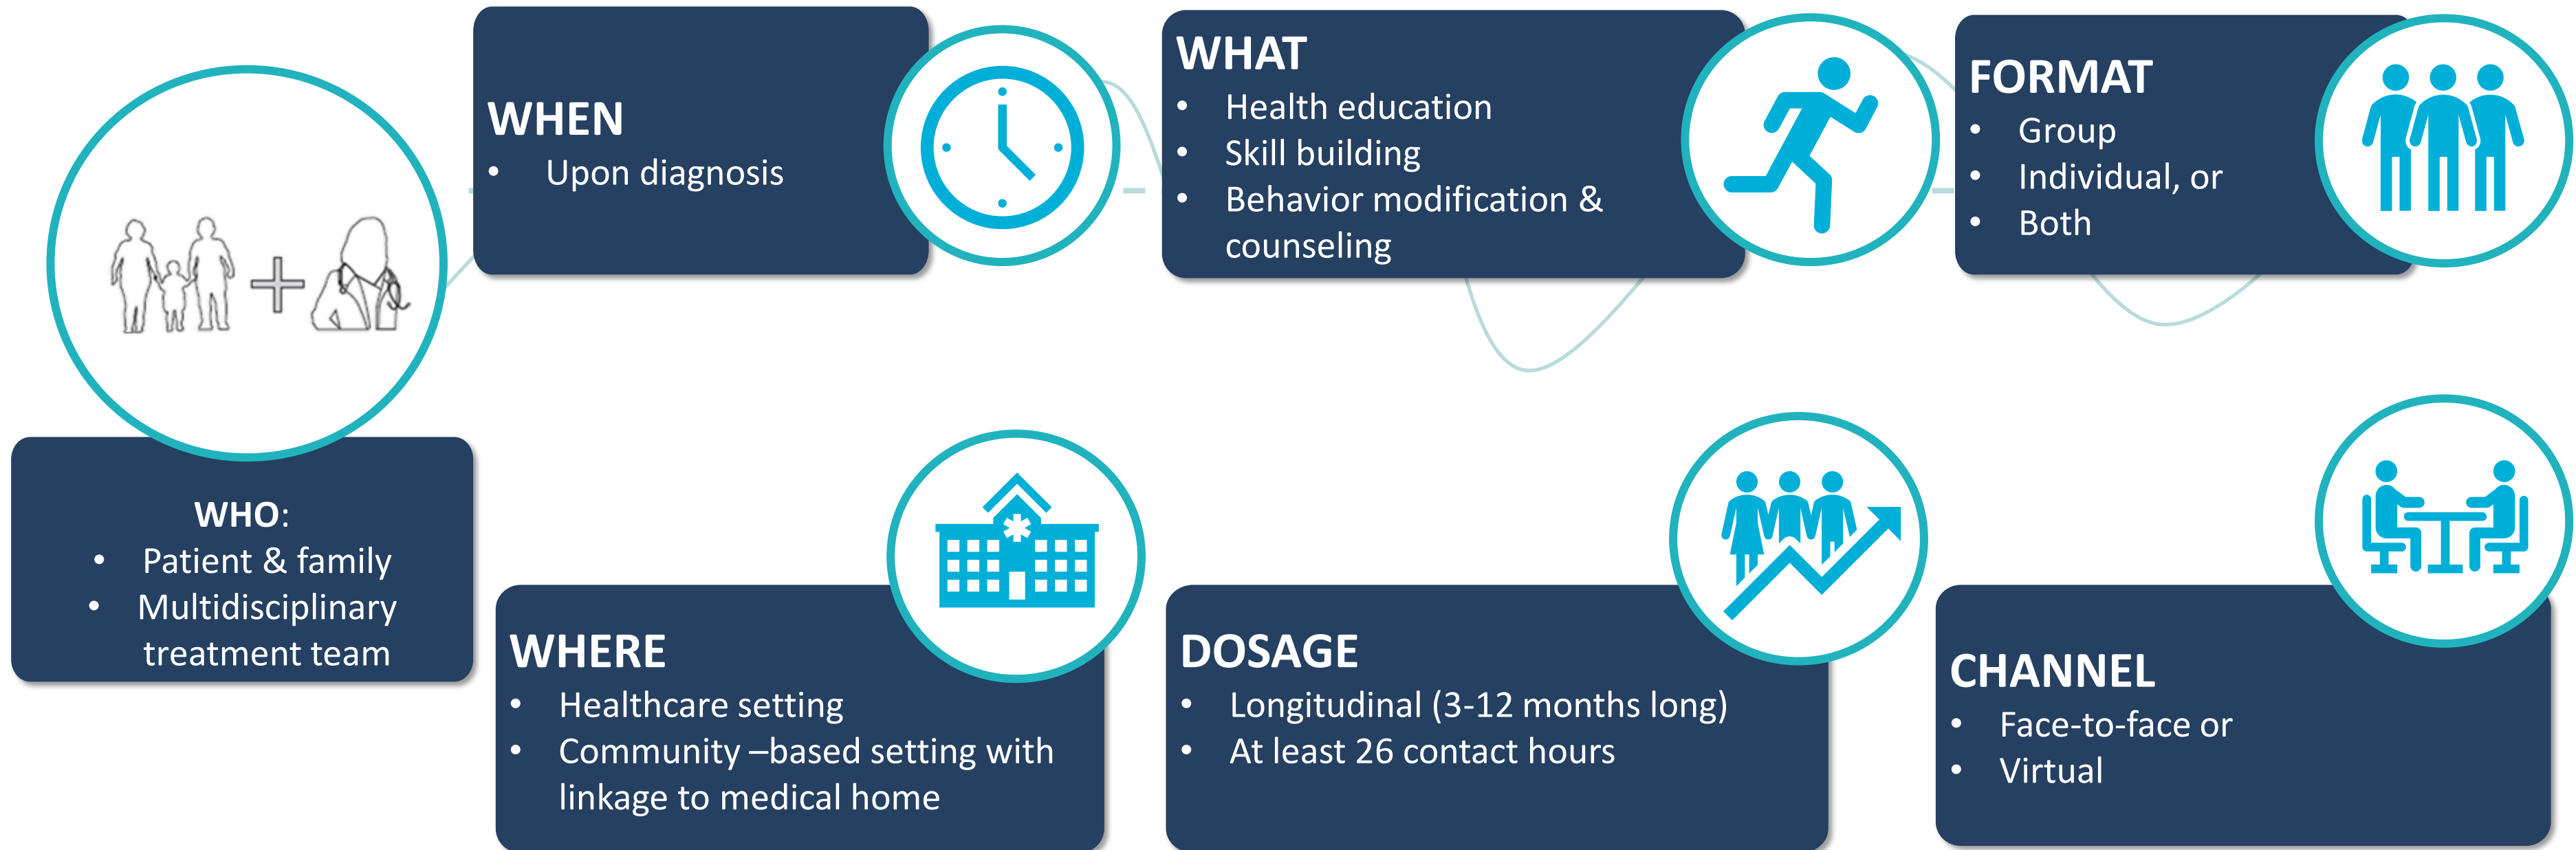 WHO:
• Patient & family
• Multidisciplinary
treatment team
WHEN
• Upon diagnosis
WHAT
• Health education
• Skill building
• Behavior modification &
counseling
FORMAT
• Group
• Individual, or
• Both
WHERE
• Healthcare setting
• Community –based setting with
linkage to medical home
DOSAGE
• Longitudinal (3-12 months long)
• At least 26 contact hours
CHANNEL
• Face-to-face or
• Virtual